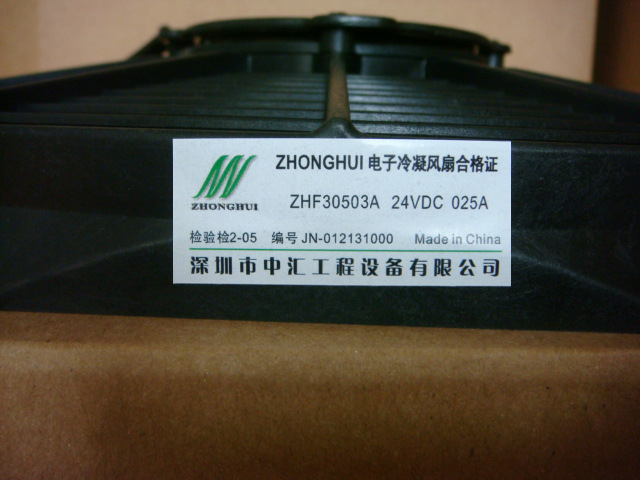 ZHONGHUI 电子冷凝风扇合格证
ZHONGHUI
ZHF30503A 24VDC 025A
检验检2-05 编号 JN-012131000 Made in China
深圳市中汇工程设备有限公司